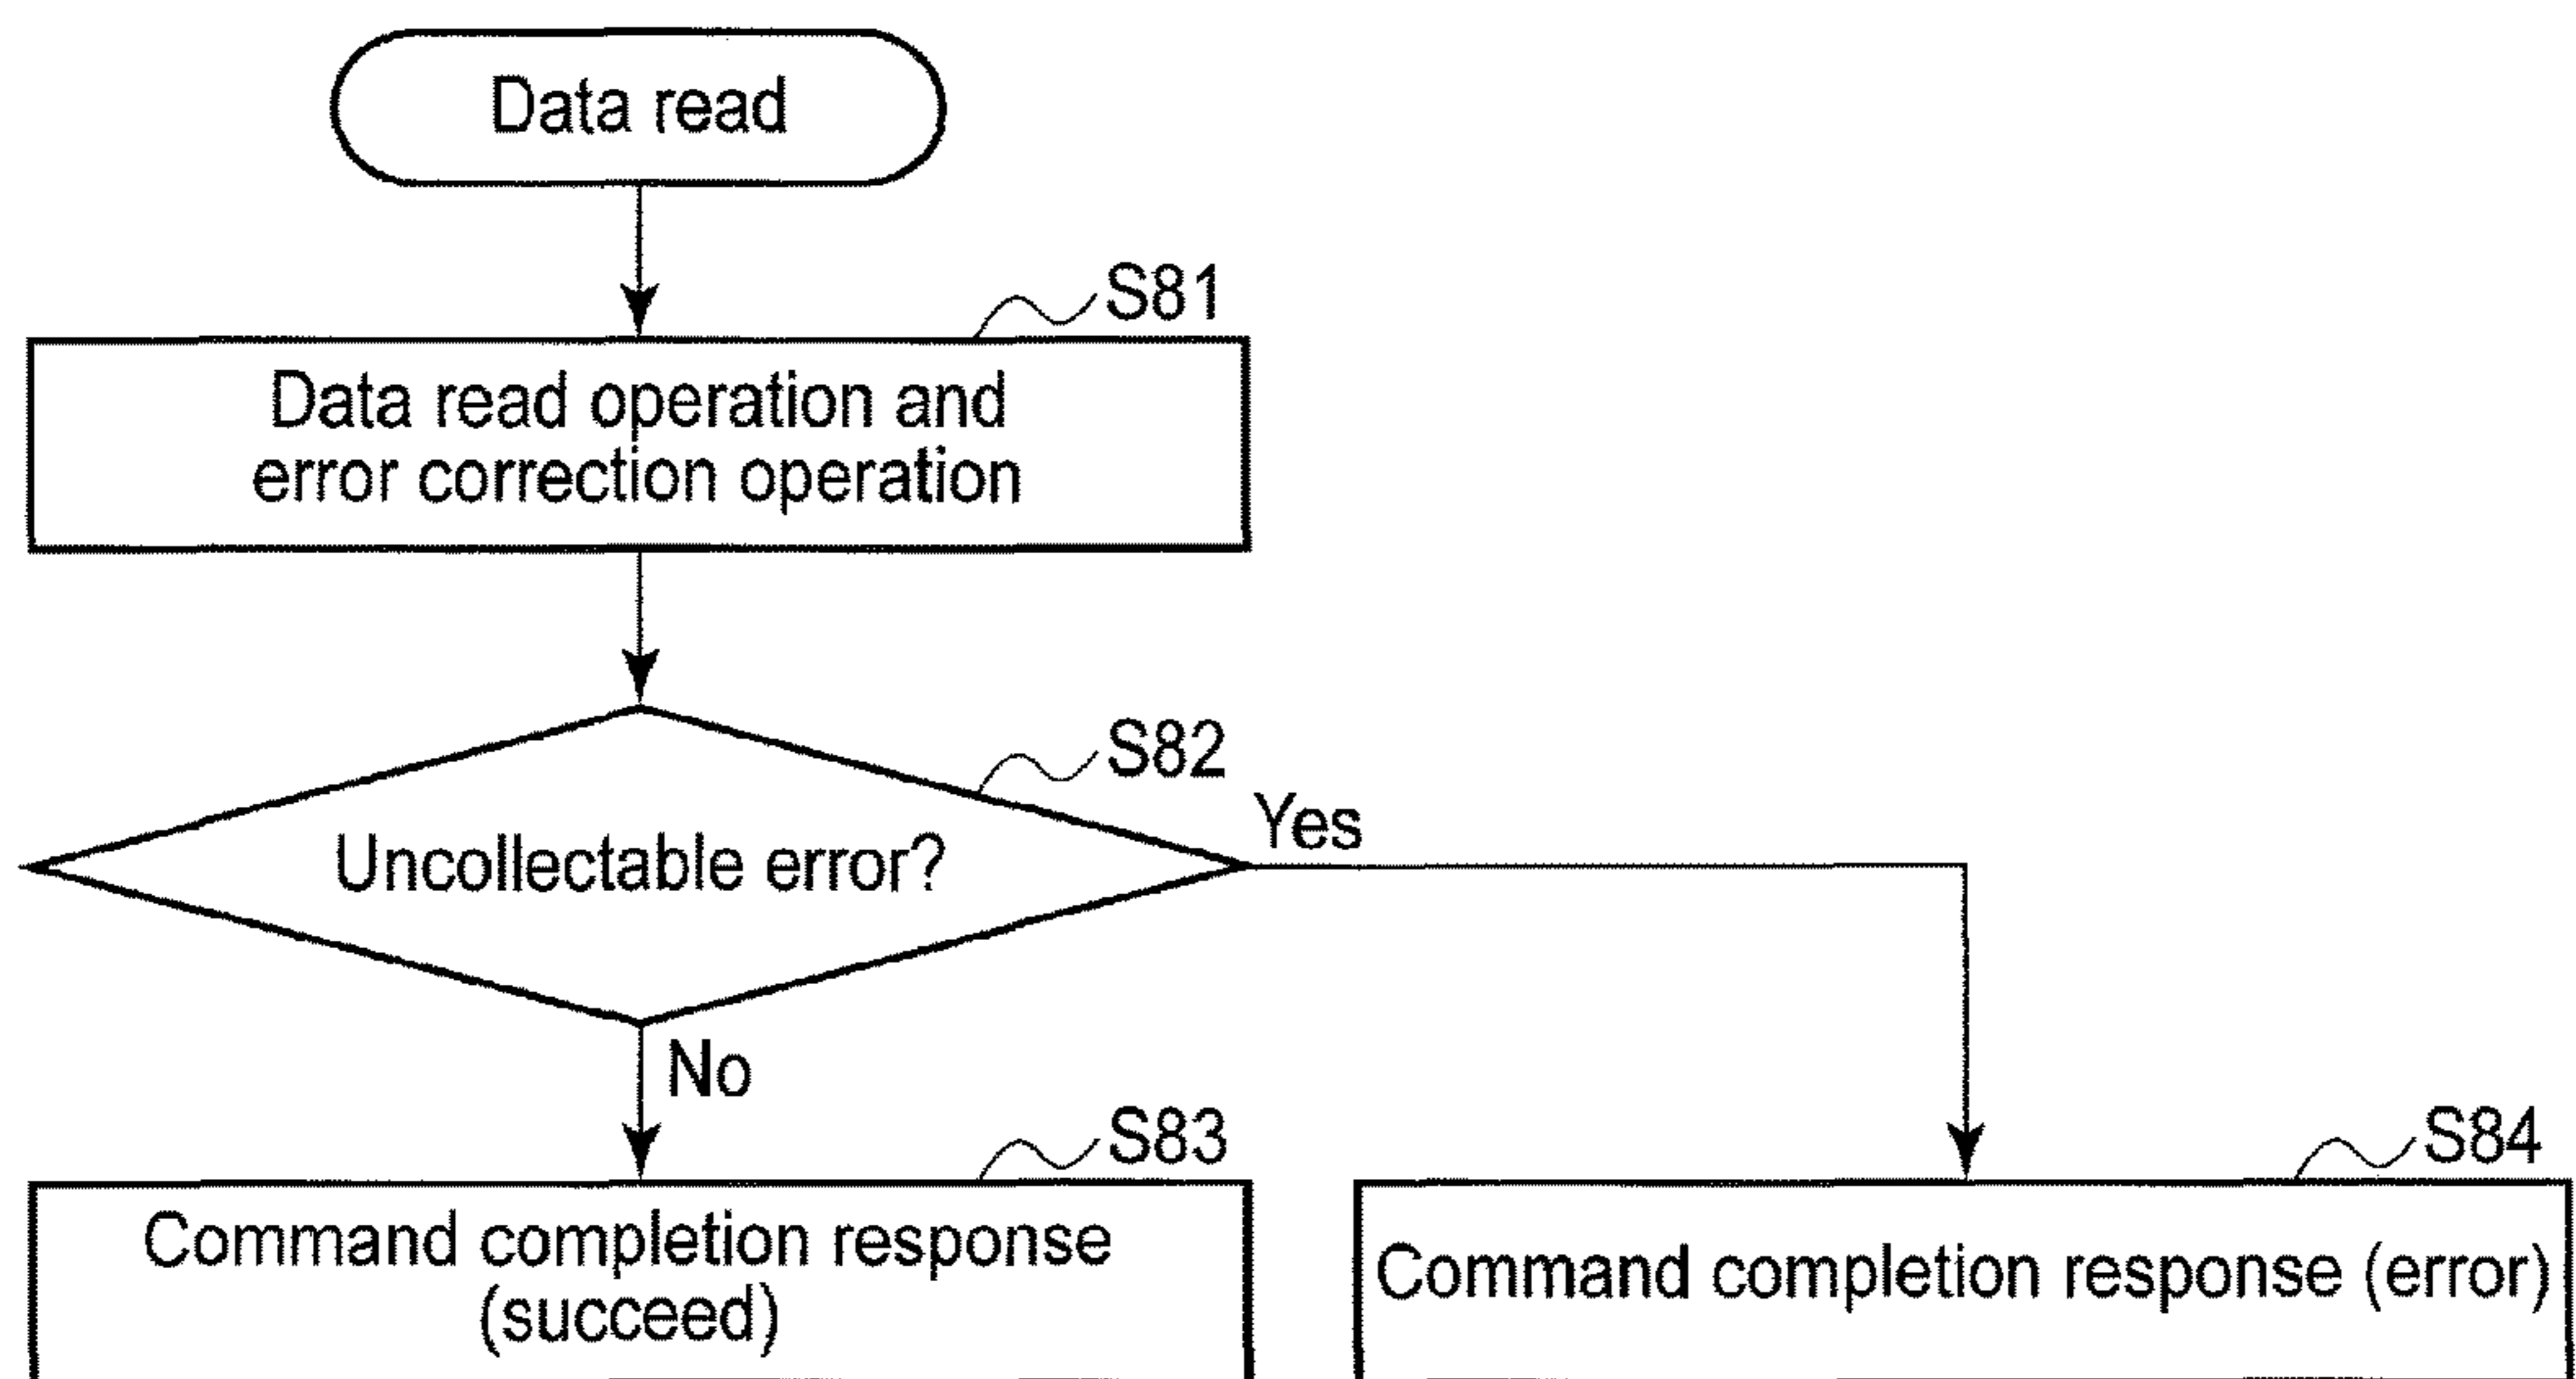 Data read
S81
Data read operation and
error correction operation
S82
Uncollectable error?
Yes
No
S83
Command completion response
(succeed)
S84
Command completion response (error)